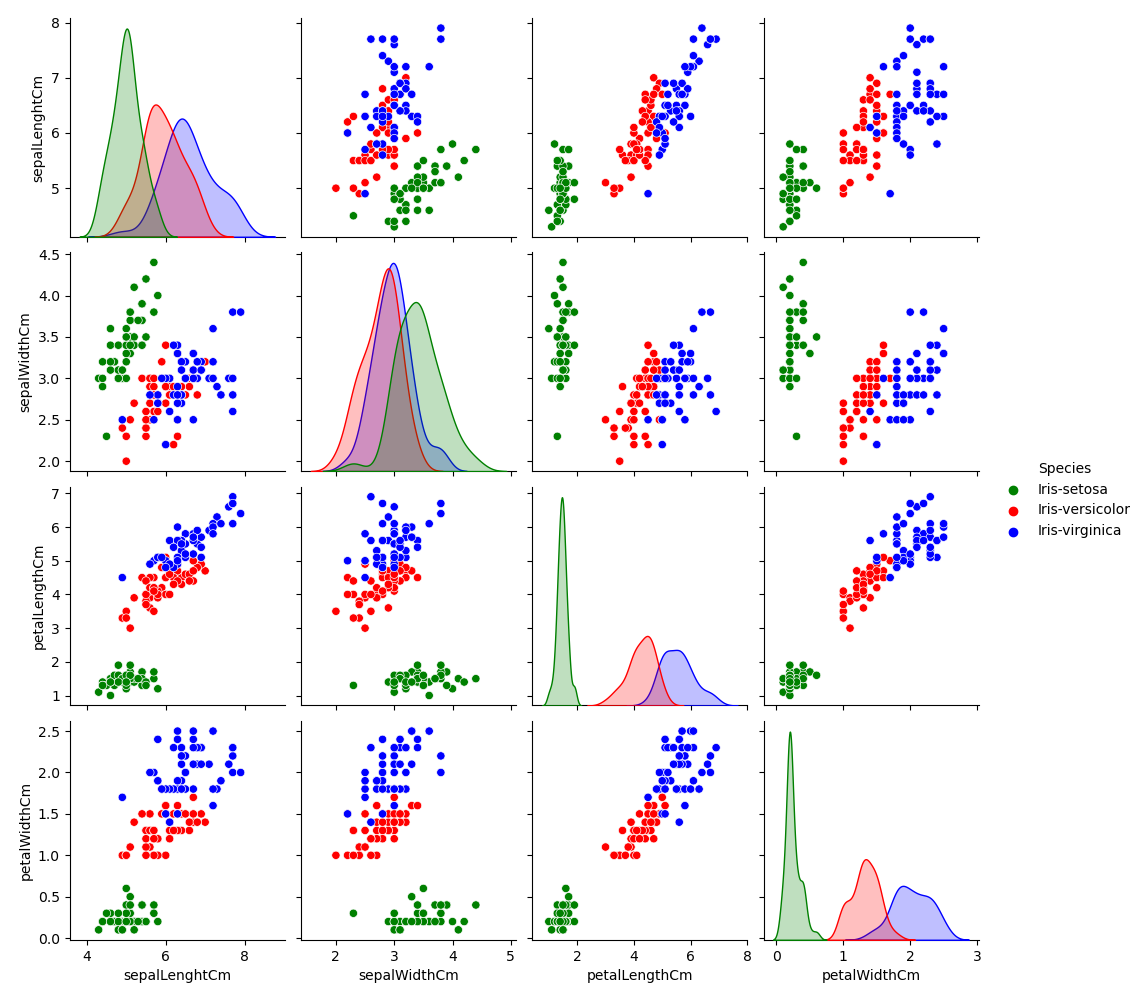 8
7
6
5
sepalLenghtCm
4.5
4.0
3.5
3.0
2.5
2.0
sepalWidthCm
7
6
5
4
3
2
1
petalLengthCm
2.5
2.0
1.5
1.0
0.5
0.0
petalWidthCm
4 6 8
sepalLenghtCm
2 3 4 5
sepalWidthCm
2 4 6 8
petalLengthCm
0 1 2 3
petalWidthCm
Species
Iris-setosa
Iris-versicolor
Iris-virginica